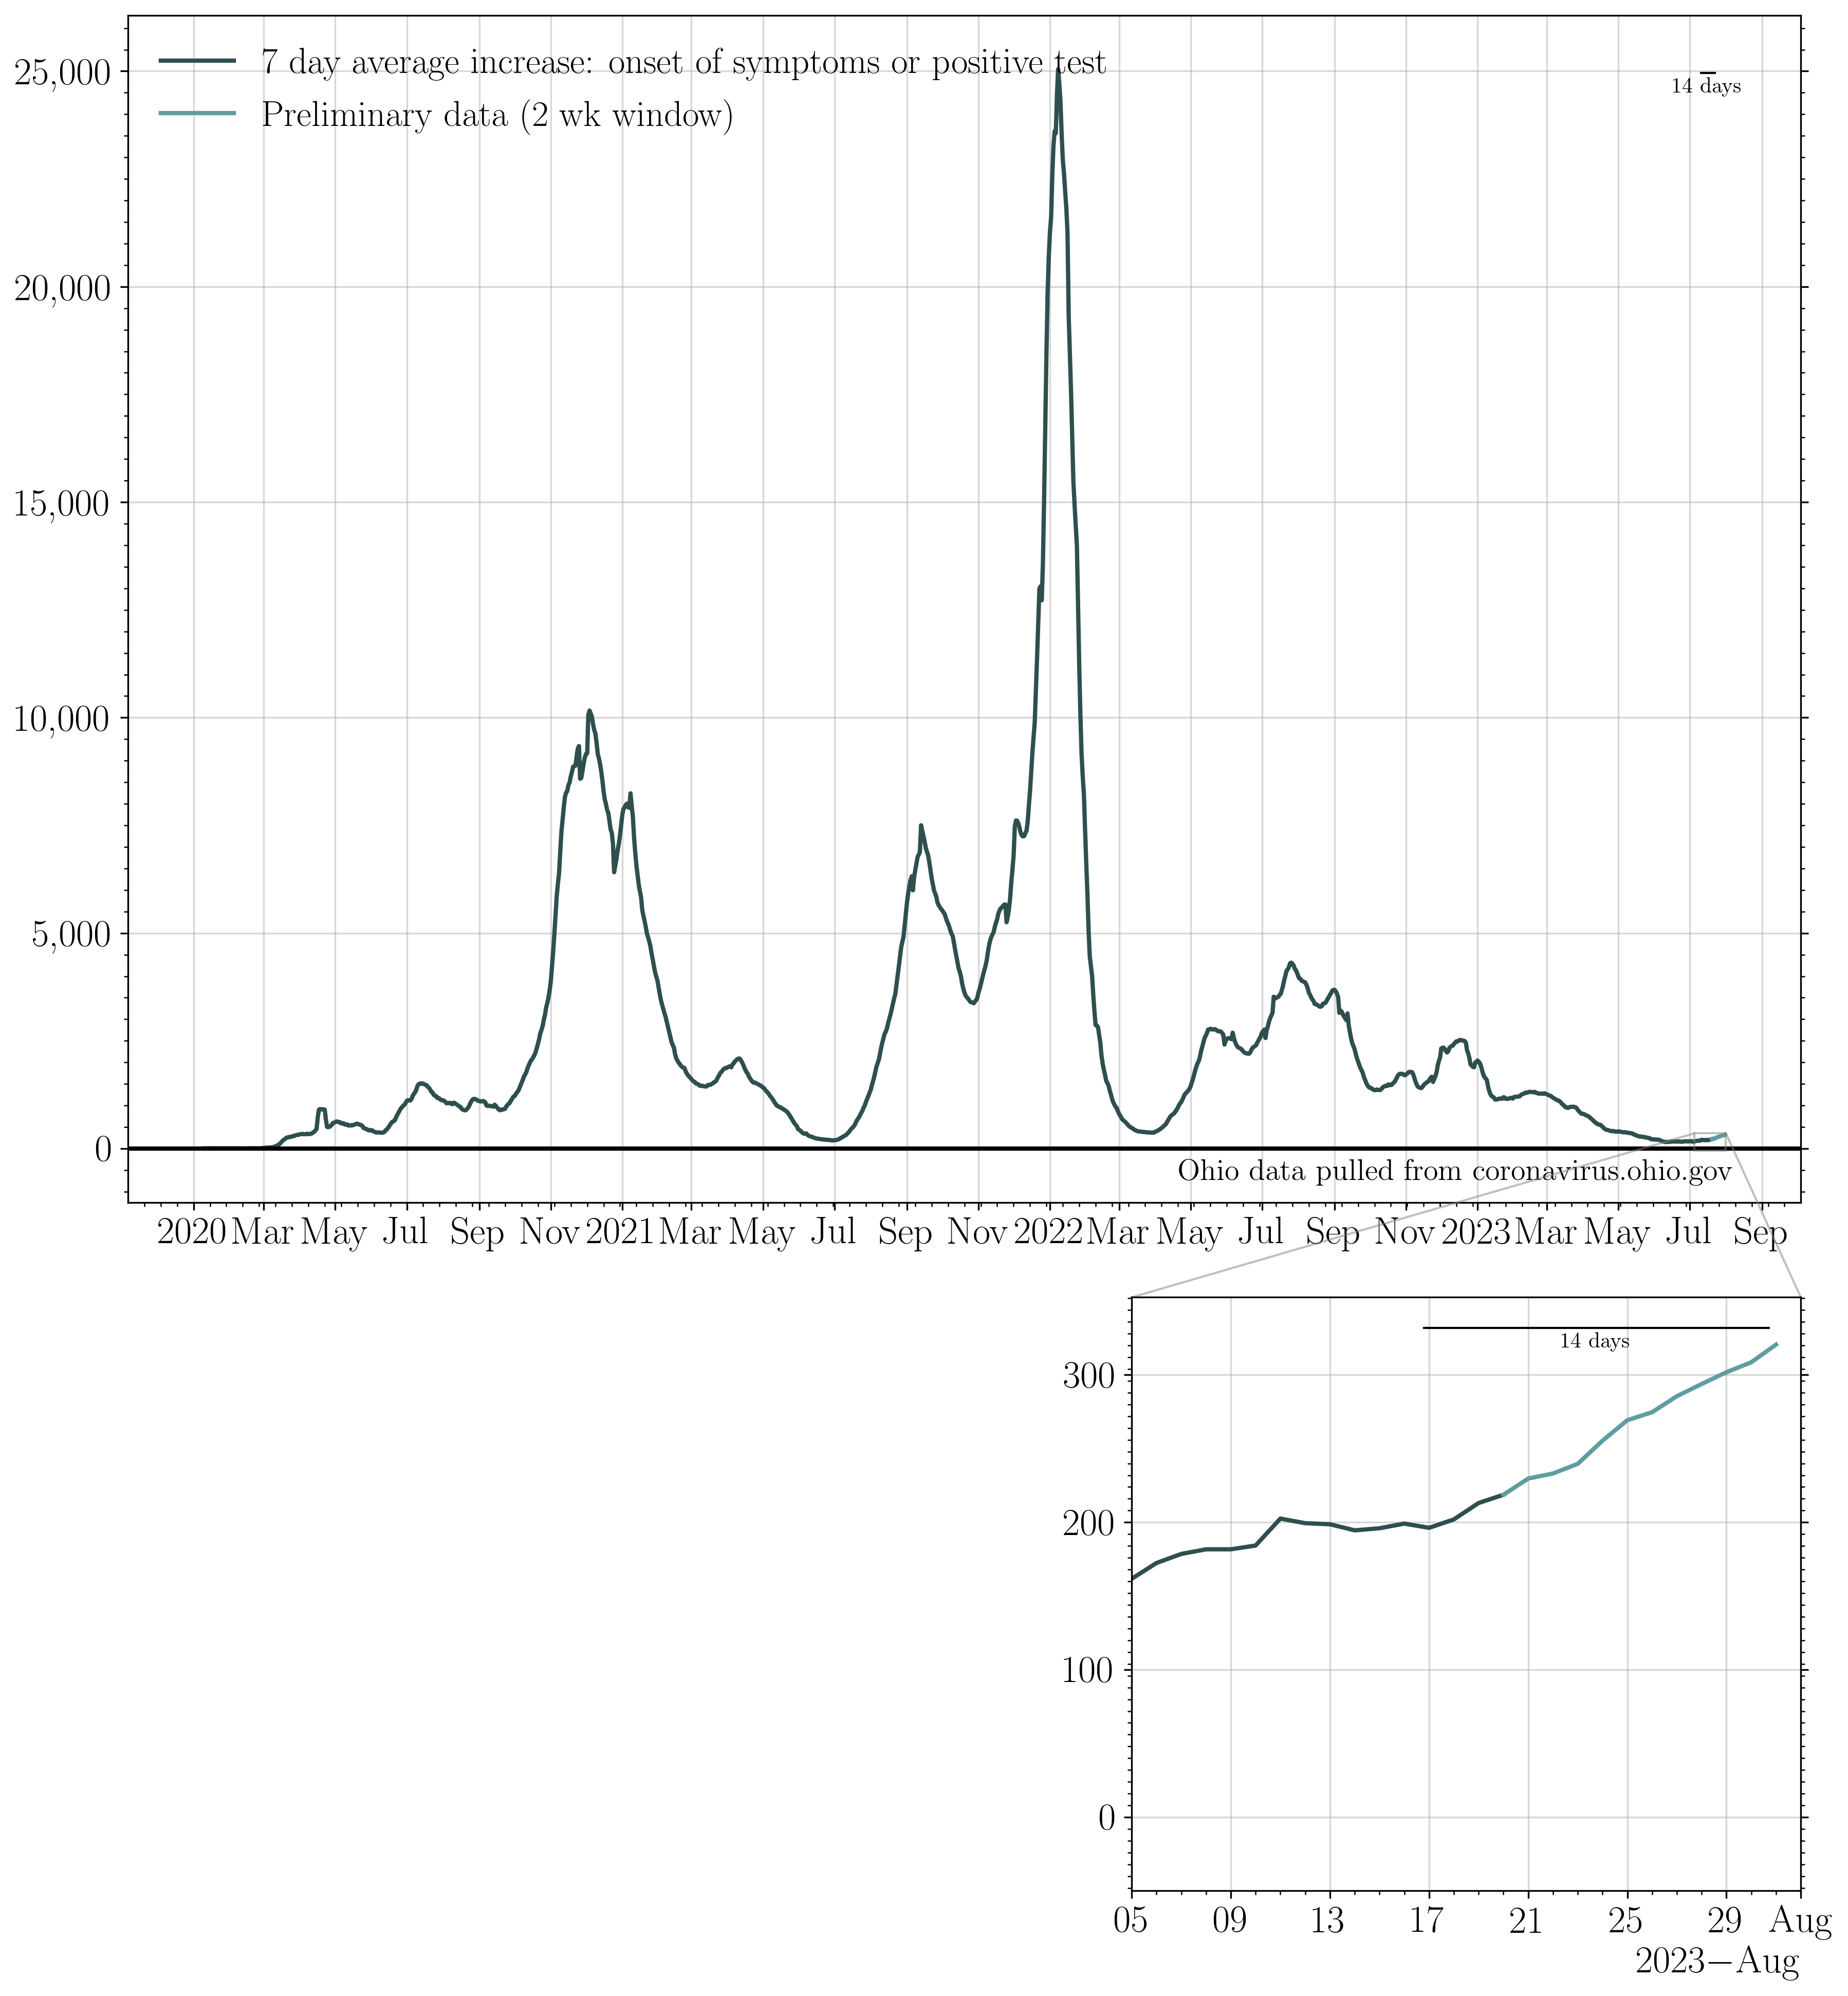 7 day average increase: onset of symptoms or positive test
Preliminary data (2 wk window)
14 days
25,000
20,000
15,000
10,000
5,000
0
Ohio data pulled from coronavirus.ohio.gov
2020 Mar May Jul Sep Nov 2021 Mar May Jul Sep Nov 2022 Mar May Jul Sep Nov 2023 Mar May Jul Sep
14 days
300
200
100
0
05 09 13 17 21 25 29 Aug
2023−Aug